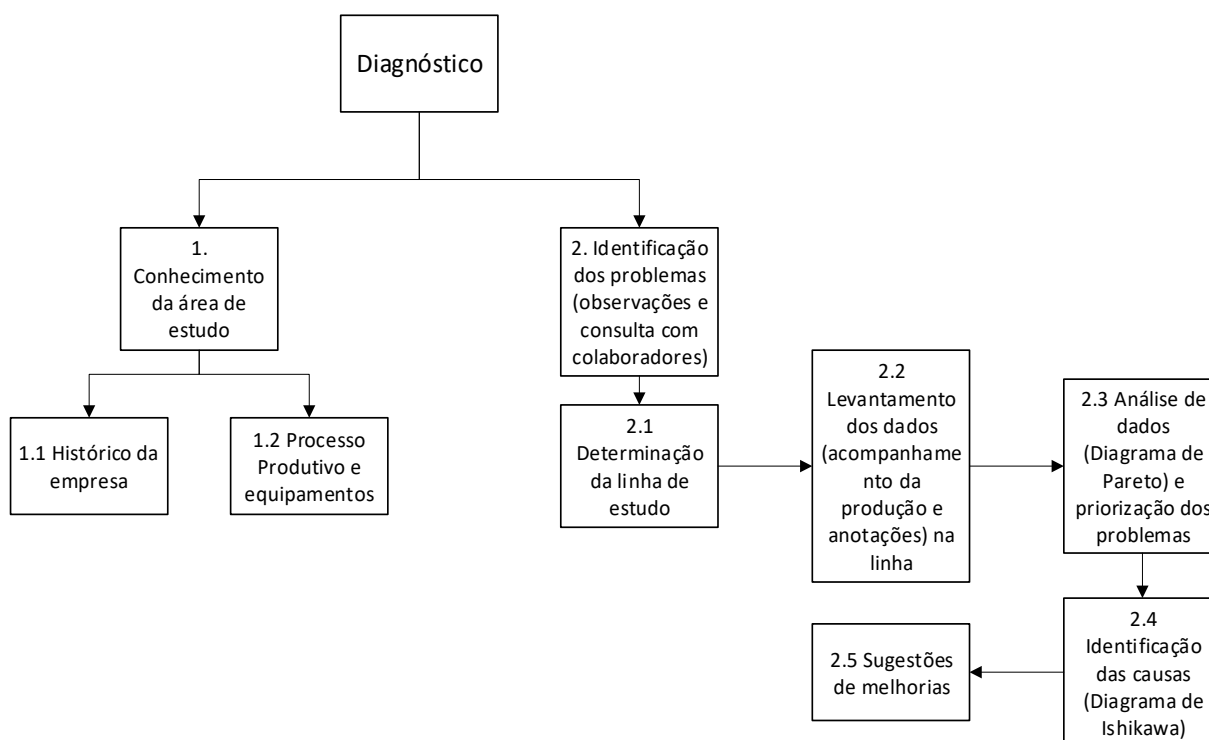 Diagnóstico
1.
Conhecimento
da área de
estudo
2. Identificação
dos problemas
(observações e
consulta com
colaboradores)
1.1 Histórico da
empresa
1.2 Processo
Produtivo e
equipamentos
2.1
Determinação
da linha de
estudo
2.2
Levantamento
dos dados
(acompanhame
nto da
produção e
anotações) na
linha
2.3 Análise de
dados
(Diagrama de
Pareto) e
priorização dos
problemas
2.4
Identificação
das causas
(Diagrama de
Ishikawa)
2.5 Sugestões
de melhorias